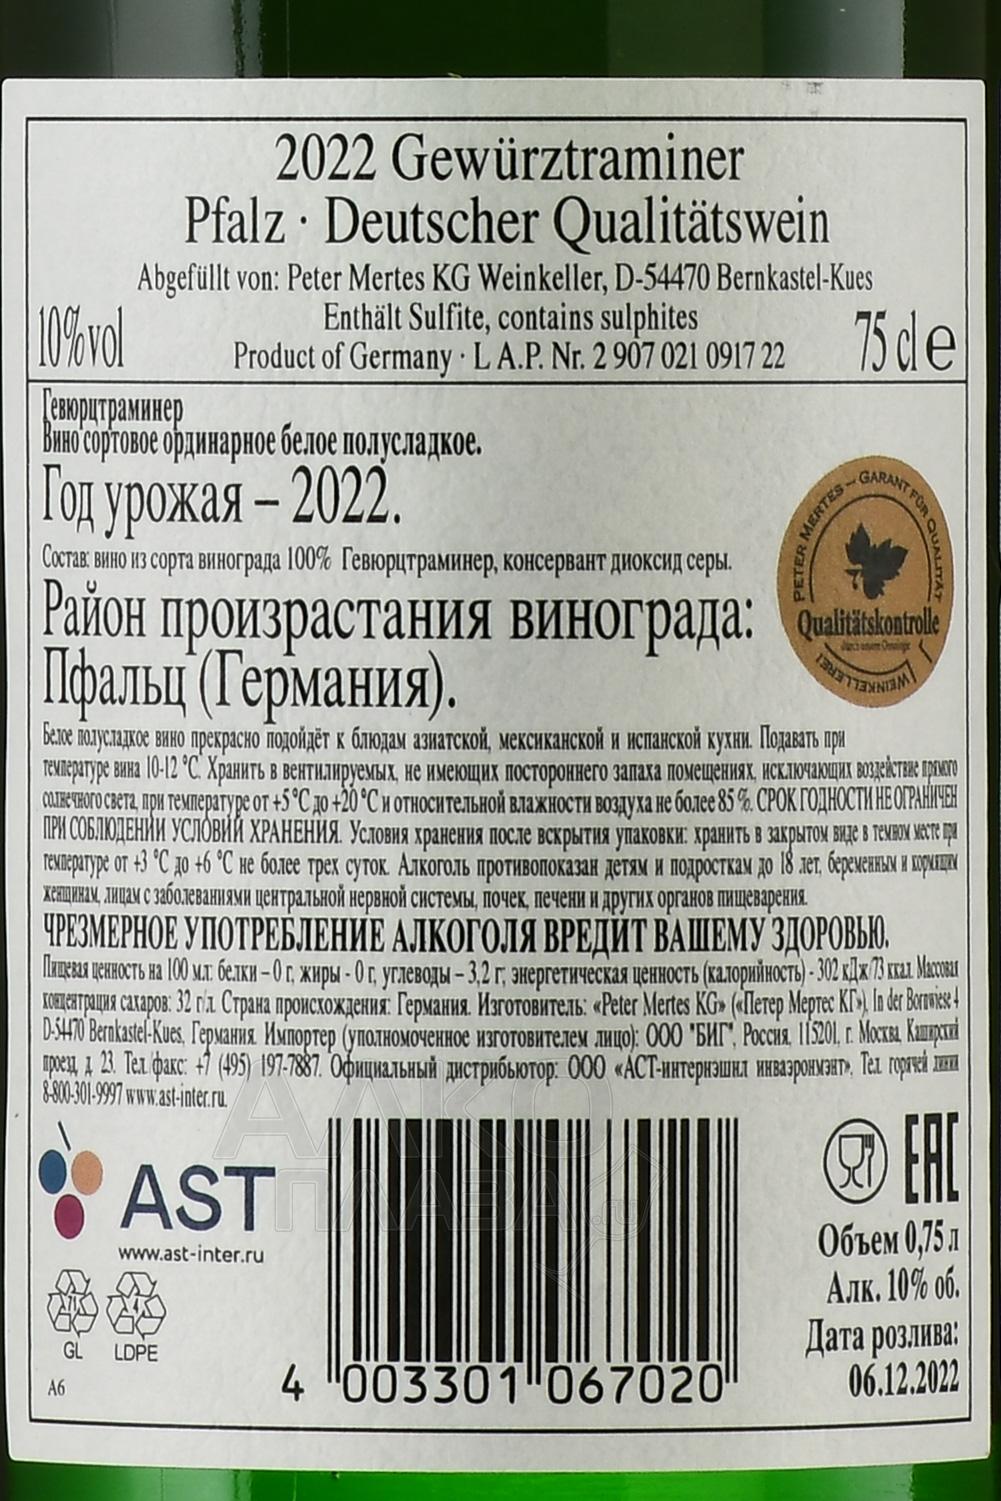 2022 Gewürztraminer
Pfalz · Deutscher Qualitätswein
Abgefüllt von: Peter Mertes KG Weinkeller, D-54470 Bernkastel-Kues
Enthält Sulfite, contains sulphites
10%vol
Product of Germany · L A.P. Nr. 2 907 021 0917 22
75 cl e
Гевюрцтраминер
Вино сортовое ординарное белое полусладкое.
Год урожая – 2022.
Состав: вино из сорта винограда 100% Гевюрцтраминер, консервант диоксид серы.
Район произрастания винограда:
Пфальц (Германия).
PETER MERTES – GARANT FÜR QUALITÄT
Qualitätskontrolle
WEINKELLEREI
Белое полусладкое вино прекрасно подойдёт к блюдам азиатской, мексиканской и испанской кухни. Подавать при
температуре вина 10-12 °С. Хранить в вентилируемых, не имеющих постороннего запаха помещениях, исключающих воздействие прямого
солнечного света, при температуре от +5 °С до +20 °С и относительной влажности воздуха не более 85 %. СРОК ГОДНОСТИ НЕ ОГРАНИЧЕН
ПРИ СОБЛЮДЕНИИ УСЛОВИЙ ХРАНЕНИЯ. Условия хранения после вскрытия упаковки: хранить в закрытом виде в темном месте при
температуре от +3 °С до +6 °С не более трех суток. Алкоголь противопоказан детям и подросткам до 18 лет, беременным и кормящим
женщинам, лицам с заболеваниями центральной нервной системы, почек, печени и других органов пищеварения.
ЧРЕЗМЕРНОЕ УПОТРЕБЛЕНИЕ АЛКОГОЛЯ ВРЕДИТ ВАШЕМУ ЗДОРОВЬЮ.
Пищевая ценность на 100 мл: белки – 0 г, жиры - 0 г, углеводы – 3,2 г; энергетическая ценность (калорийность) - 302 кДж/73 ккал. Массовая
концентрация сахаров: 32 г/л. Страна происхождения: Германия. Изготовитель: «Peter Mertes KG» («Петер Мертес КГ»), In der Bornwiese 4
D-54470 Bernkastel-Kues, Германия. Импортер (уполномоченное изготовителем лицо): ООО "БИГ", Россия, 115201, г. Москва, Каширский
проезд, д. 23. Тел./факс: +7 (495) 197-7887. Официальный дистрибьютор: ООО «АСТ-интернэшнл инваэронмэнт». Тел. горячей линии
8-800-301-9997 www.ast-inter.ru.
AST
www.ast-inter.ru
71
GL
4
LDPE
A6
АЛКО
ПЛАЗА.ru
4 003301 067020
EAC
Объем 0,75 л
Алк. 10% об.
Дата розлива:
06.12.2022